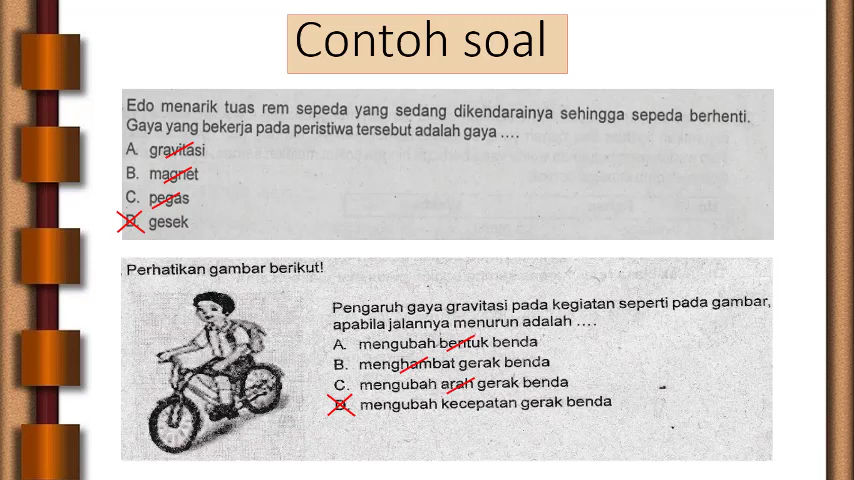 Contoh soal
Edo menarik tuas rem sepeda yang sedang dikendarainya sehingga sepeda berhenti.
Gaya yang bekerja pada peristiwa tersebut adalah gaya ....
A. gravitasi
B. magnet
C. pegas
D. gesek
Perhatikan gambar berikut!
Pengaruh gaya gravitasi pada kegiatan seperti pada gambar,
apabila jalannya menurun adalah ....
A. mengubah bentuk benda
B. menghambat gerak benda
C. mengubah arah gerak benda
D. mengubah kecepatan gerak benda